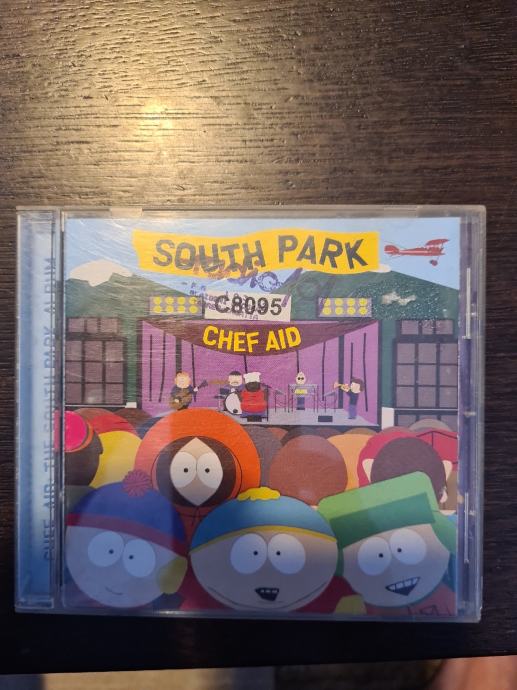 SOUTH PARK
C8095
CHEF AID
CHEF AID: THE SOUTH PARK ALBUM